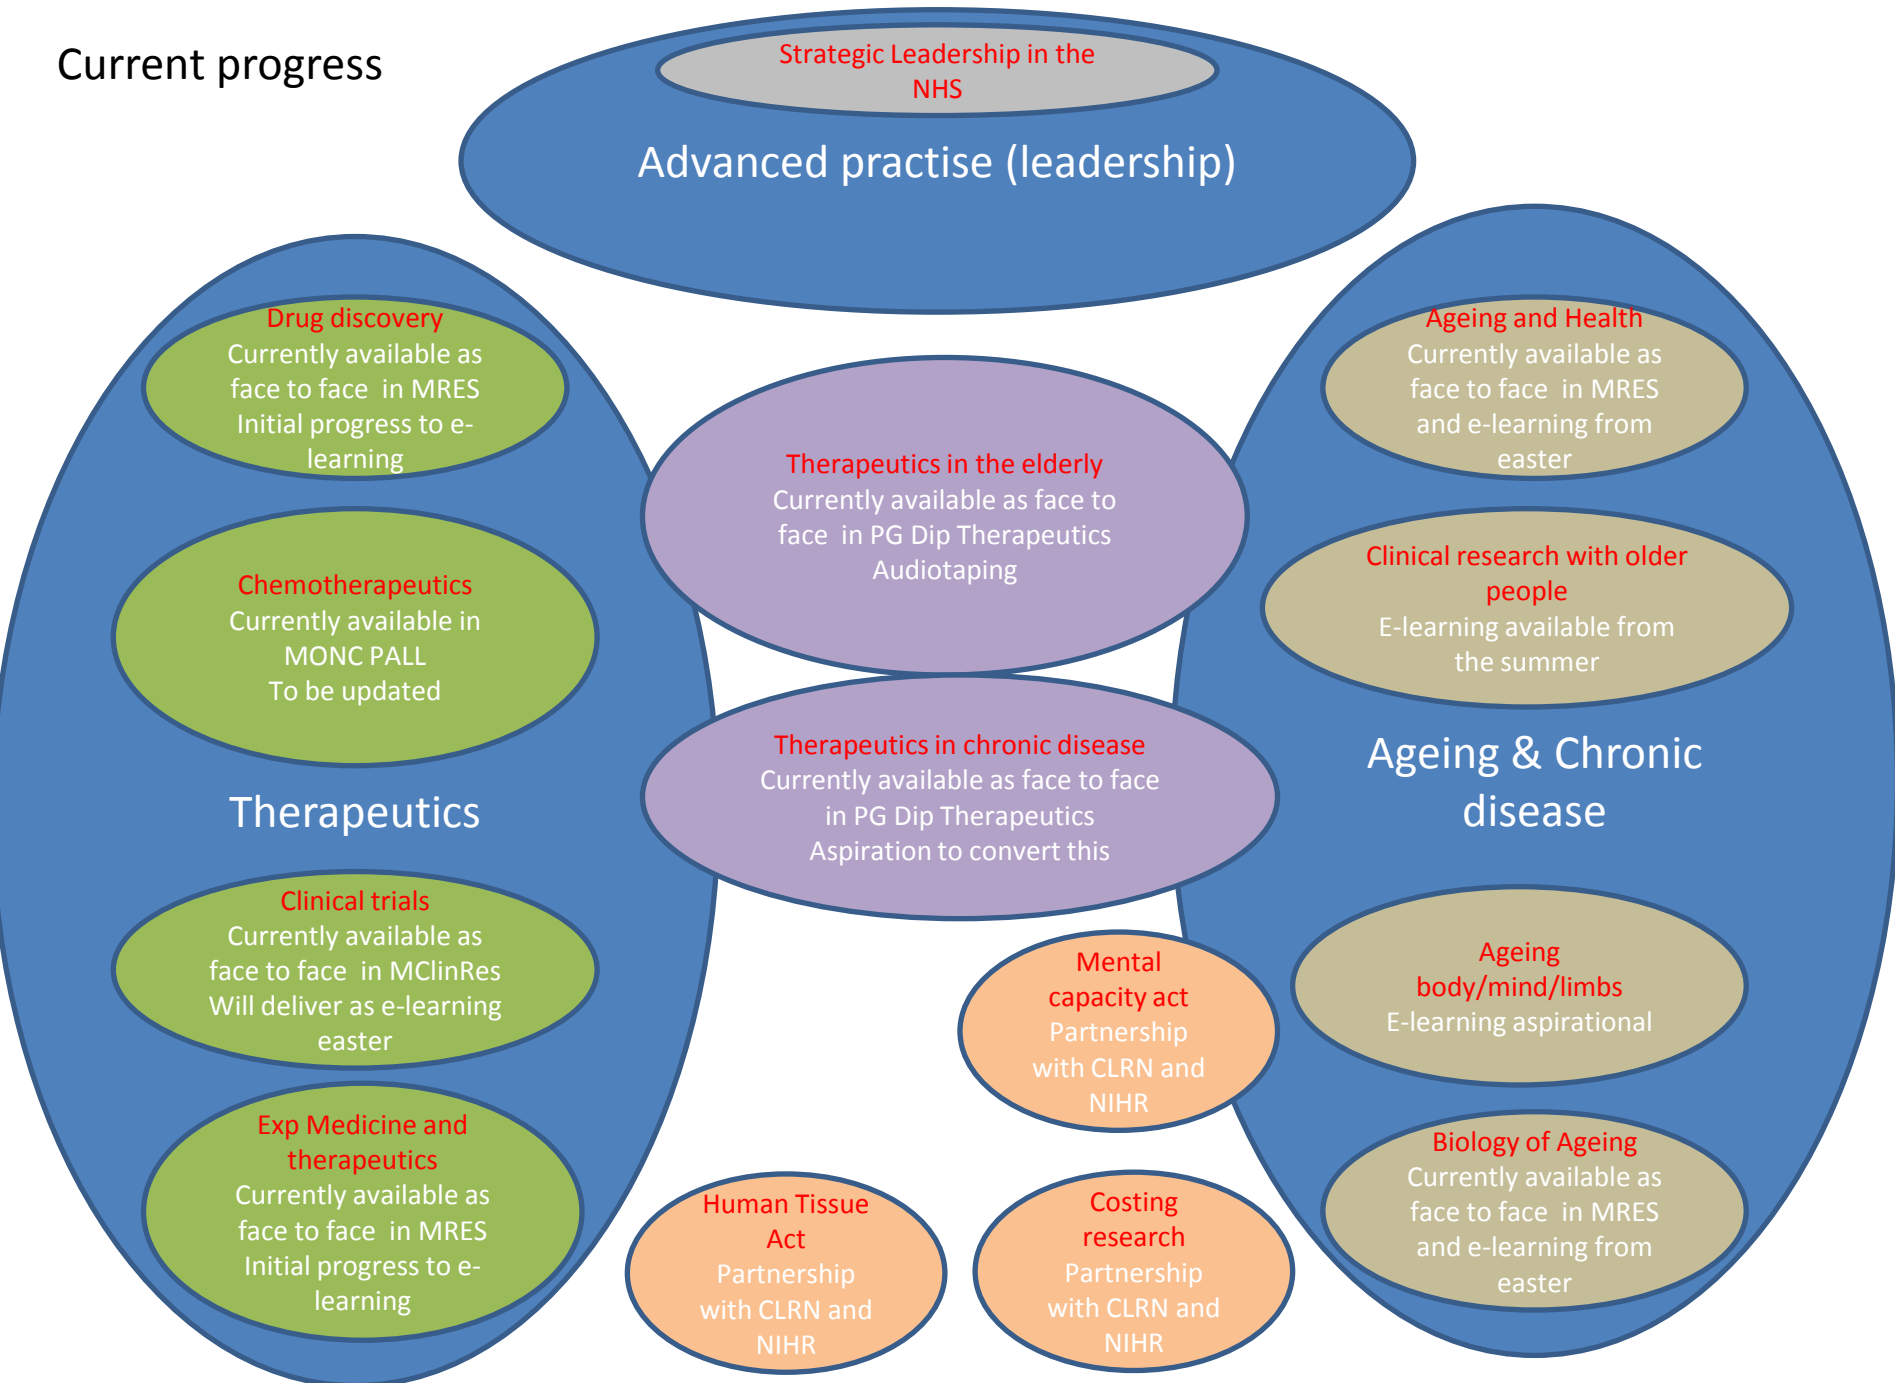 Current progress
Strategic Leadership in the
NHS
Advanced practise (leadership)
Drug discovery
Currently available as
face to face  in MRES
Initial progress to e-
learning
Chemotherapeutics
Currently available in
MONC PALL
To be updated
Therapeutics
Clinical trials
Currently available as
face to face  in MClinRes
Will deliver as e-learning
easter
Exp Medicine and
therapeutics
Currently available as
face to face  in MRES
Initial progress to e-
learning
Therapeutics in the elderly
Currently available as face to
face  in PG Dip Therapeutics
Audiotaping
Therapeutics in chronic disease
Currently available as face to face
in PG Dip Therapeutics
Aspiration to convert this
Mental
capacity act
Partnership
with CLRN and
NIHR
Human Tissue
Act
Partnership
with CLRN and
NIHR
Costing
research
Partnership
with CLRN and
NIHR
Ageing and Health
Currently available as
face to face  in MRES
and e-learning from
easter
Clinical research with older
people
E-learning available from
the summer
Ageing & Chronic
disease
Ageing
body/mind/limbs
E-learning aspirational
Biology of Ageing
Currently available as
face to face  in MRES
and e-learning from
easter